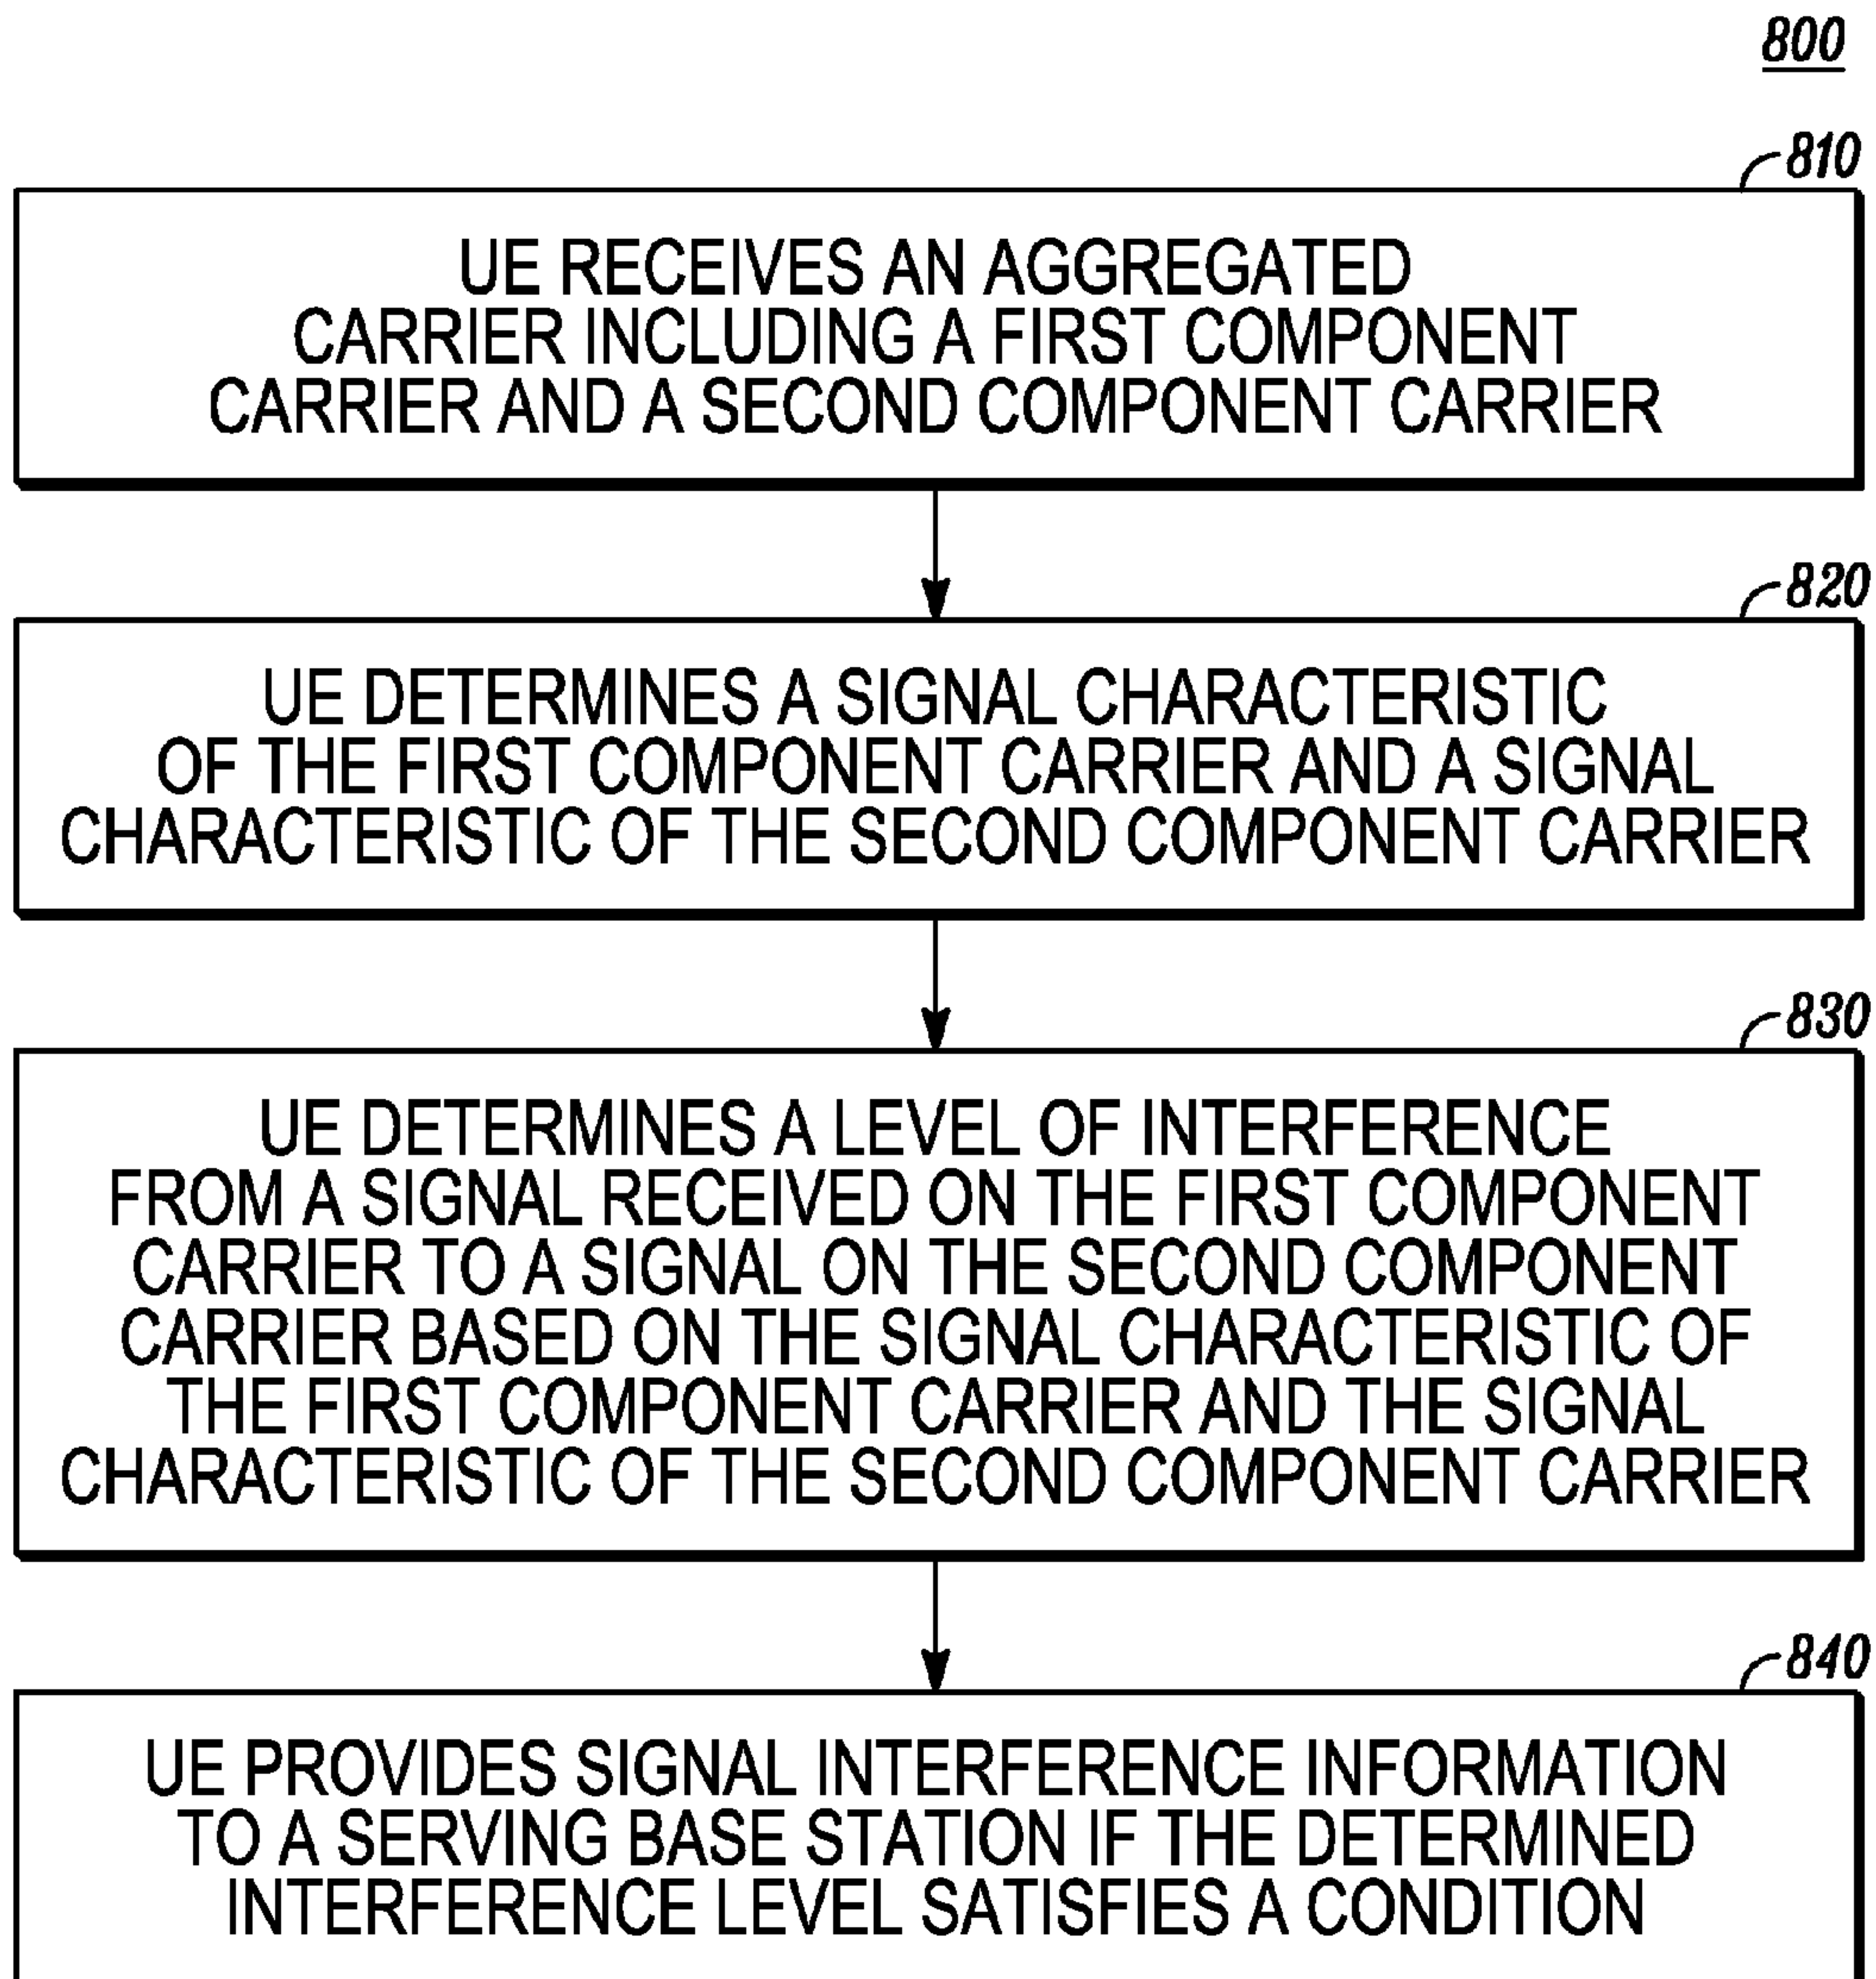 800
810
UE RECEIVES AN AGGREGATED
CARRIER INCLUDING A FIRST COMPONENT
CARRIER AND A SECOND COMPONENT CARRIER
820
UE DETERMINES A SIGNAL CHARACTERISTIC
OF THE FIRST COMPONENT CARRIER AND A SIGNAL
CHARACTERISTIC OF THE SECOND COMPONENT CARRIER
830
UE DETERMINES A LEVEL OF INTERFERENCE
FROM A SIGNAL RECEIVED ON THE FIRST COMPONENT
CARRIER TO A SIGNAL ON THE SECOND COMPONENT
CARRIER BASED ON THE SIGNAL CHARACTERISTIC OF
THE FIRST COMPONENT CARRIER AND THE SIGNAL
CHARACTERISTIC OF THE SECOND COMPONENT CARRIER
840
UE PROVIDES SIGNAL INTERFERENCE INFORMATION
TO A SERVING BASE STATION IF THE DETERMINED
INTERFERENCE LEVEL SATISFIES A CONDITION